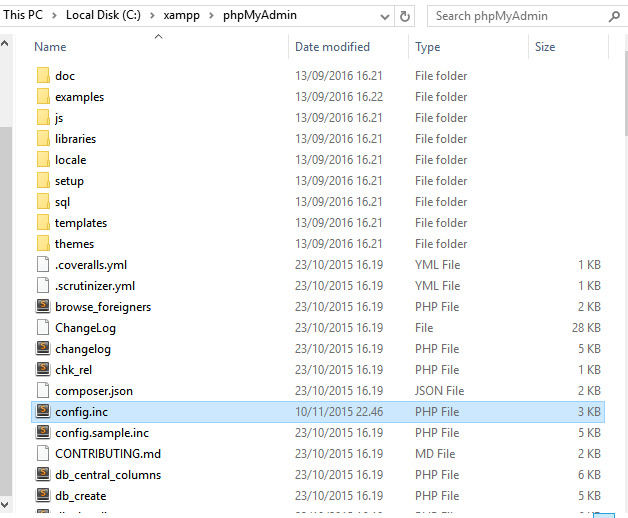 This PC > Local Disk (C:) > xampp > phpMyAdmin Search phpMyAdmin
Name Date modified Type Size
doc 13/09/2016 16.21 File folder
examples 13/09/2016 16.22 File folder
js 13/09/2016 16.21 File folder
libraries 13/09/2016 16.21 File folder
locale 13/09/2016 16.21 File folder
setup 13/09/2016 16.21 File folder
sql 13/09/2016 16.21 File folder
templates 13/09/2016 16.21 File folder
themes 13/09/2016 16.21 File folder
.coveralls.yml 23/10/2015 16.19 YML File 1 KB
.scrutinizer.yml 23/10/2015 16.19 YML File 1 KB
browse_foreigners 23/10/2015 16.19 PHP File 2 KB
ChangeLog 23/10/2015 16.19 File 28 KB
changelog 23/10/2015 16.19 PHP File 5 KB
chk_rel 23/10/2015 16.19 PHP File 1 KB
composer.json 23/10/2015 16.19 JSON File 2 KB
config.inc 10/11/2015 22.46 PHP File 3 KB
config.sample.inc 23/10/2015 16.19 PHP File 5 KB
CONTRIBUTING.md 23/10/2015 16.19 MD File 2 KB
db_central_columns 23/10/2015 16.19 PHP File 6 KB
db_create 23/10/2015 16.19 PHP File 5 KB